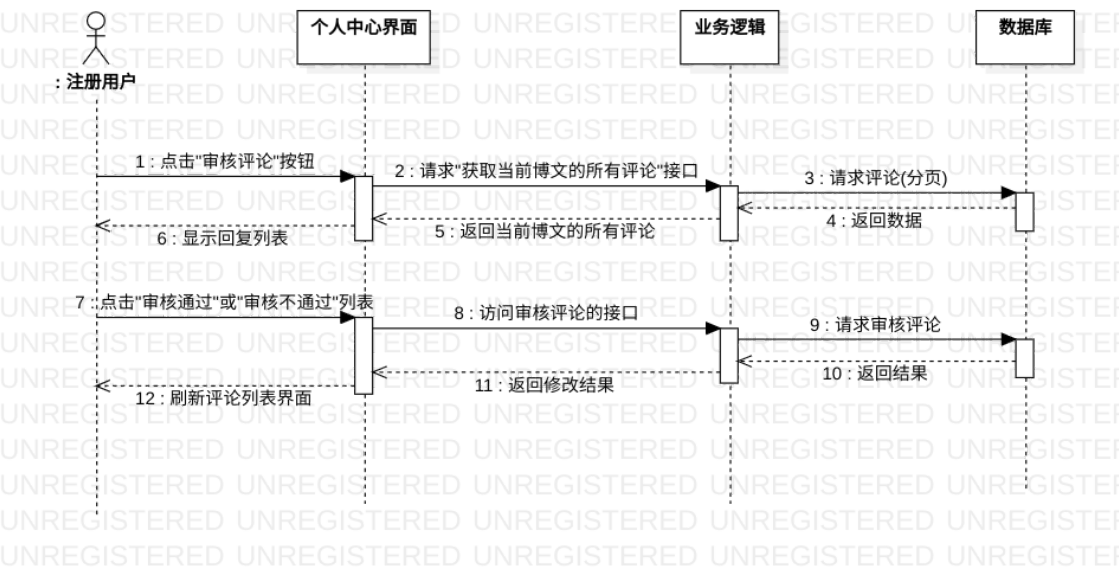 个人中心界面
业务逻辑
数据库
: 注册用户
1 : 点击"审核评论"按钮
2 : 请求"获取当前博文的所有评论"接口
3 : 请求评论(分页)
4 : 返回数据
5 : 返回当前博文的所有评论
6 : 显示回复列表
7 : 点击"审核通过"或"审核不通过"列表
8 : 访问审核评论的接口
9 : 请求审核评论
10 : 返回结果
11 : 返回修改结果
12 : 刷新评论列表界面
UNREGISTERED UNREGISTERED UNREGISTERED UNREGISTERED UNREGISTERED